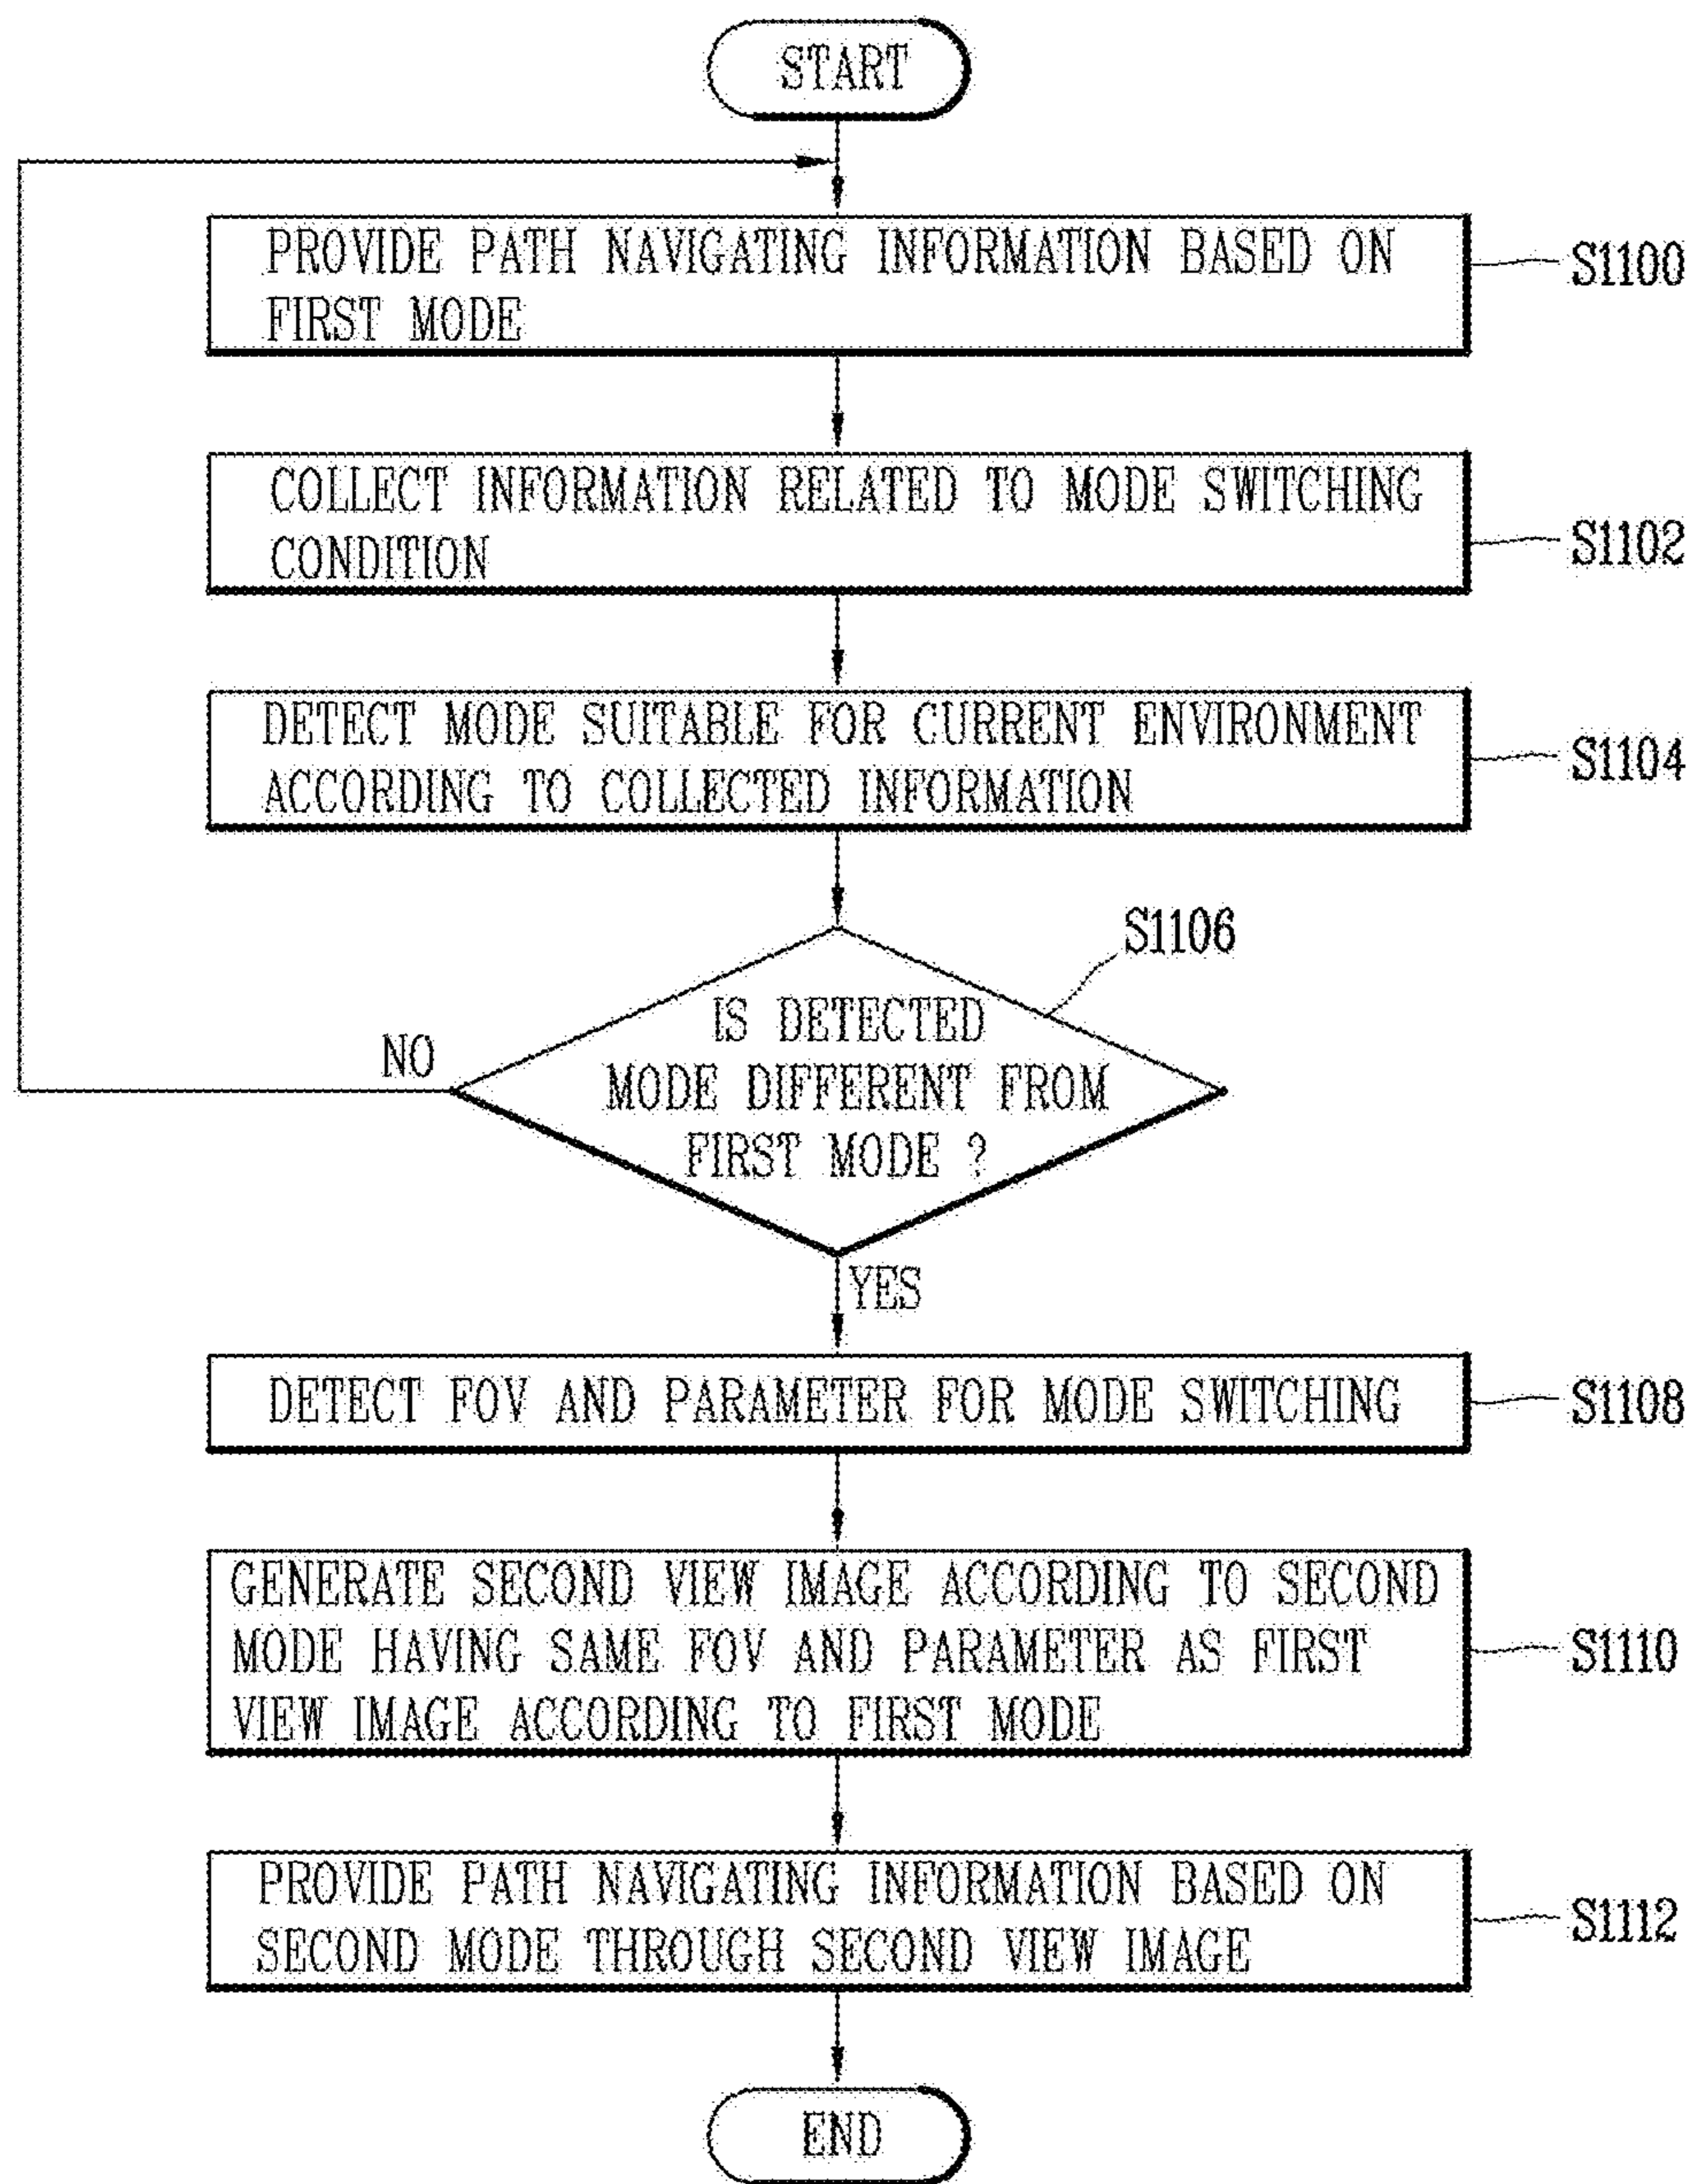 START
PROVIDE PATH NAVIGATING INFORMATION BASED ON
FIRST MODE
S1100
COLLECT INFORMATION RELATED TO MODE SWITCHING
CONDITION
S1102
DETECT MODE SUITABLE FOR CURRENT ENVIRONMENT
ACCORDING TO COLLECTED INFORMATION
S1104
S1106
IS DETECTED
MODE DIFFERENT FROM
FIRST MODE ?
NO
YES
DETECT FOV AND PARAMETER FOR MODE SWITCHING
S1108
GENERATE SECOND VIEW IMAGE ACCORDING TO SECOND
MODE HAVING SAME FOV AND PARAMETER AS FIRST
VIEW IMAGE ACCORDING TO FIRST MODE
S1110
PROVIDE PATH NAVIGATING INFORMATION BASED ON
SECOND MODE THROUGH SECOND VIEW IMAGE
S1112
END